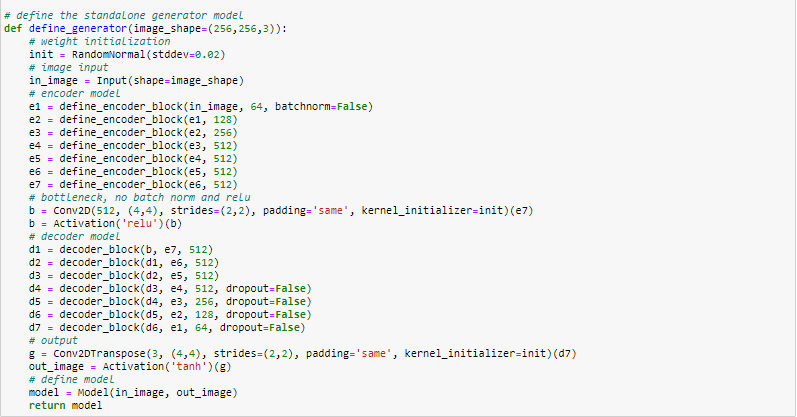 # define the standalone generator model
def define_generator(image_shape=(256,256,3)):
    # weight initialization
    init = RandomNormal(stddev=0.02)
    # image input
    in_image = Input(shape=image_shape)
    # encoder model
    e1 = define_encoder_block(in_image, 64, batchnorm=False)
    e2 = define_encoder_block(e1, 128)
    e3 = define_encoder_block(e2, 256)
    e4 = define_encoder_block(e3, 512)
    e5 = define_encoder_block(e4, 512)
    e6 = define_encoder_block(e5, 512)
    e7 = define_encoder_block(e6, 512)
    # bottleneck, no batch norm and relu
    b = Conv2D(512, (4,4), strides=(2,2), padding='same', kernel_initializer=init)(e7)
    b = Activation('relu')(b)
    # decoder model
    d1 = decoder_block(b, e7, 512)
    d2 = decoder_block(d1, e6, 512)
    d3 = decoder_block(d2, e5, 512)
    d4 = decoder_block(d3, e4, 512, dropout=False)
    d5 = decoder_block(d4, e3, 256, dropout=False)
    d6 = decoder_block(d5, e2, 128, dropout=False)
    d7 = decoder_block(d6, e1, 64, dropout=False)
    # output
    g = Conv2DTranspose(3, (4,4), strides=(2,2), padding='same', kernel_initializer=init)(d7)
    out_image = Activation('tanh')(g)
    # define model
    model = Model(in_image, out_image)
    return model